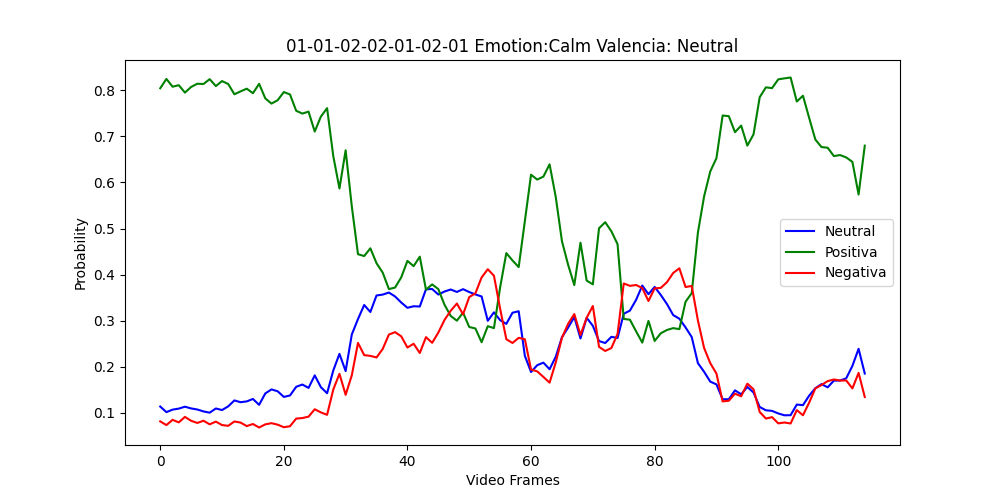 01-01-02-02-01-02-01 Emotion:Calm Valencia: Neutral
Probability
0.8
0.7
0.6
0.5
0.4
0.3
0.2
0.1
Neutral
Positiva
Negativa
0 20 40 60 80 100
Video Frames